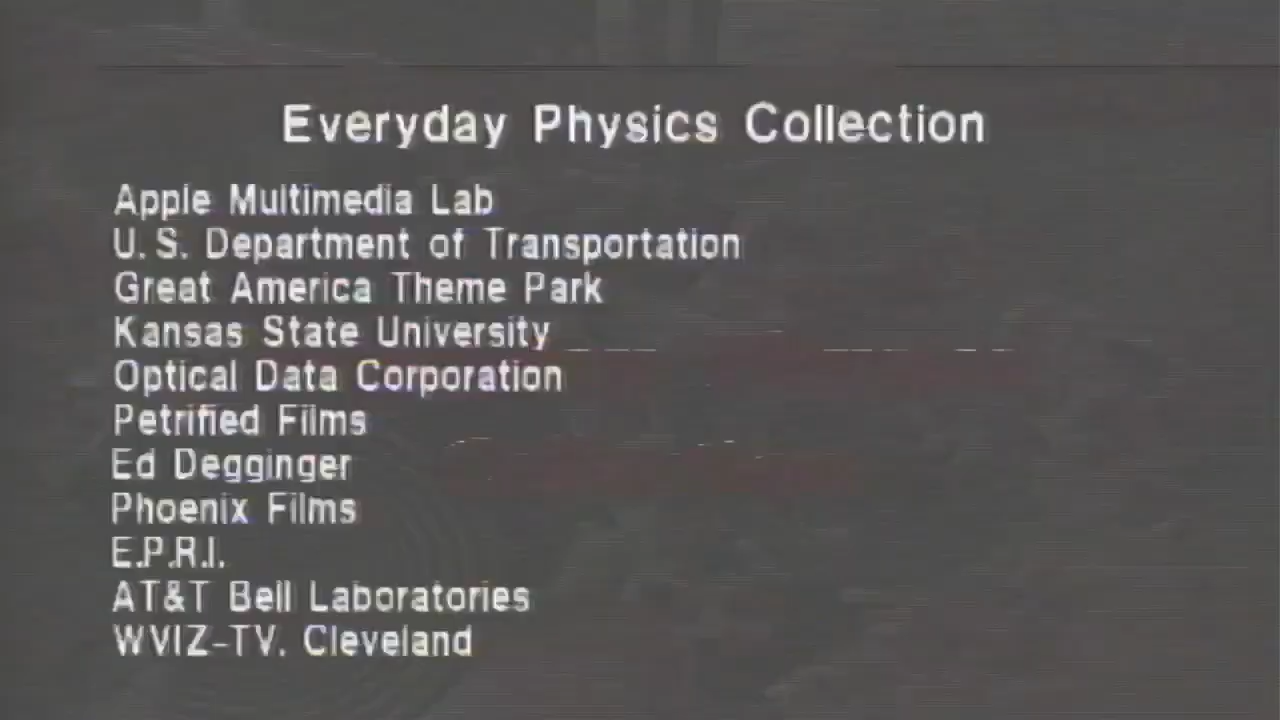 Everyday Physics Collection
Apple Multimedia Lab
U. S. Department of Transportation
Great America Theme Park
Kansas State University
Optical Data Corporation
Petrified Films
Ed Degginger
Phoenix Films
E.P.R.I.
AT&T Bell Laboratories
WVIZ-TV. Cleveland